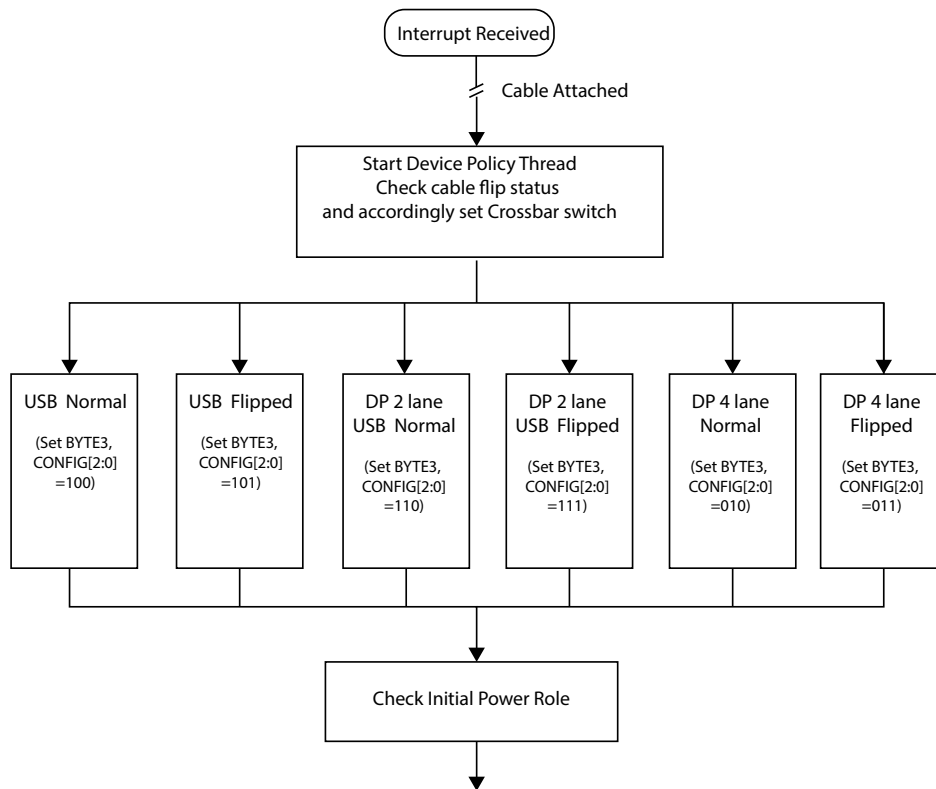 Interrupt Received
Cable Attached
Start Device Policy Thread
Check cable flip status
and accordingly set Crossbar switch
USB Normal
(Set BYTE3,
CONFIG[2:0]
=100)
USB Flipped
(Set BYTE3,
CONFIG[2:0]
=101)
DP 2 lane
USB Normal
(Set BYTE3,
CONFIG[2:0]
=110)
DP 2 lane
USB Flipped
(Set BYTE3,
CONFIG[2:0]
=111)
DP 4 lane
Normal
(Set BYTE3,
CONFIG[2:0]
=010)
DP 4 lane
Flipped
(Set BYTE3,
CONFIG[2:0]
=011)
Check Initial Power Role